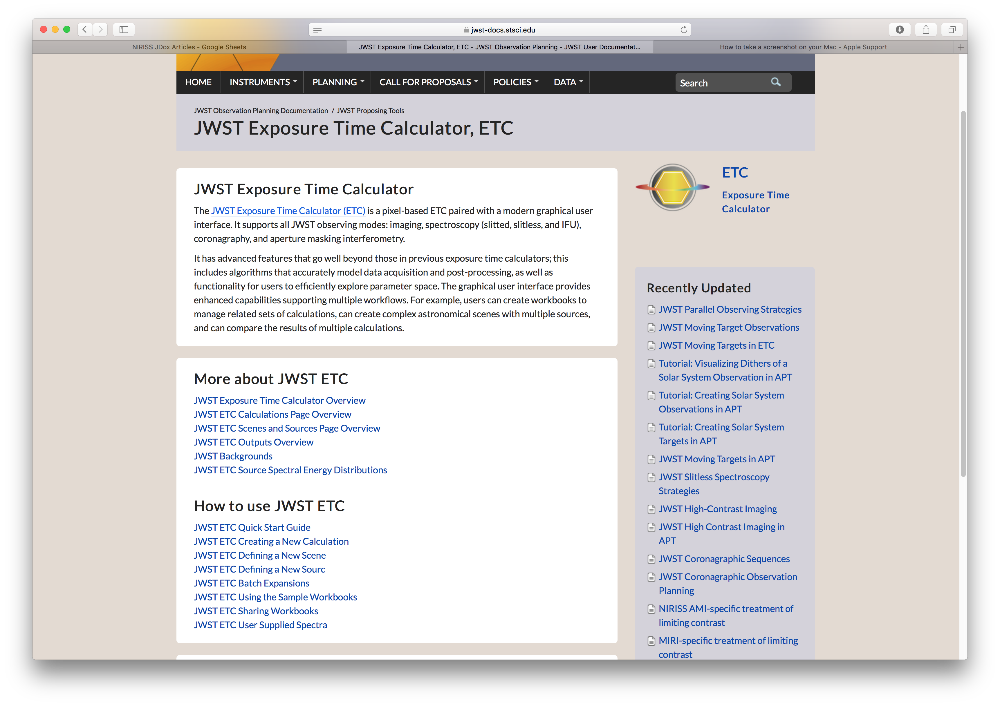 jwst-docs.stsci.edu
NIRISS JDox Articles - Google Sheets
JWST Exposure Time Calculator, ETC - JWST Observation Planning - JWST User Documentat...
How to take a screenshot on your Mac - Apple Support
HOME
INSTRUMENTS
PLANNING
CALL FOR PROPOSALS
POLICIES
DATA
Search
JWST Observation Planning Documentation / JWST Proposing Tools
JWST Exposure Time Calculator, ETC
JWST Exposure Time Calculator
The JWST Exposure Time Calculator (ETC) is a pixel-based ETC paired with a modern graphical user
interface. It supports all JWST observing modes: imaging, spectroscopy (slitted, slitless, and IFU),
coronagraphy, and aperture masking interferometry.
It has advanced features that go well beyond those in previous exposure time calculators; this
includes algorithms that accurately model data acquisition and post-processing, as well as
functionality for users to efficiently explore parameter space. The graphical user interface provides
enhanced capabilities supporting multiple workflows. For example, users can create workbooks to
manage related sets of calculations, can create complex astronomical scenes with multiple sources,
and can compare the results of multiple calculations.
More about JWST ETC
JWST Exposure Time Calculator Overview
JWST ETC Calculations Page Overview
JWST ETC Scenes and Sources Page Overview
JWST ETC Outputs Overview
JWST Backgrounds
JWST ETC Source Spectral Energy Distributions
How to use JWST ETC
JWST ETC Quick Start Guide
JWST ETC Creating a New Calculation
JWST ETC Defining a New Scene
JWST ETC Defining a New Sourc
JWST ETC Batch Expansions
JWST ETC Using the Sample Workbooks
JWST ETC Sharing Workbooks
JWST ETC User Supplied Spectra
ETC
Exposure Time
Calculator
Recently Updated
JWST Parallel Observing Strategies
JWST Moving Target Observations
JWST Moving Targets in ETC
Tutorial: Visualizing Dithers of a
Solar System Observation in APT
Tutorial: Creating Solar System
Observations in APT
Tutorial: Creating Solar System
Targets in APT
JWST Moving Targets in APT
JWST Slitless Spectroscopy
Strategies
JWST High-Contrast Imaging
JWST High Contrast Imaging in
APT
JWST Coronagraphic Sequences
JWST Coronagraphic Observation
Planning
NIRISS AMI-specific treatment of
limiting contrast
MIRI-specific treatment of limiting
contrast